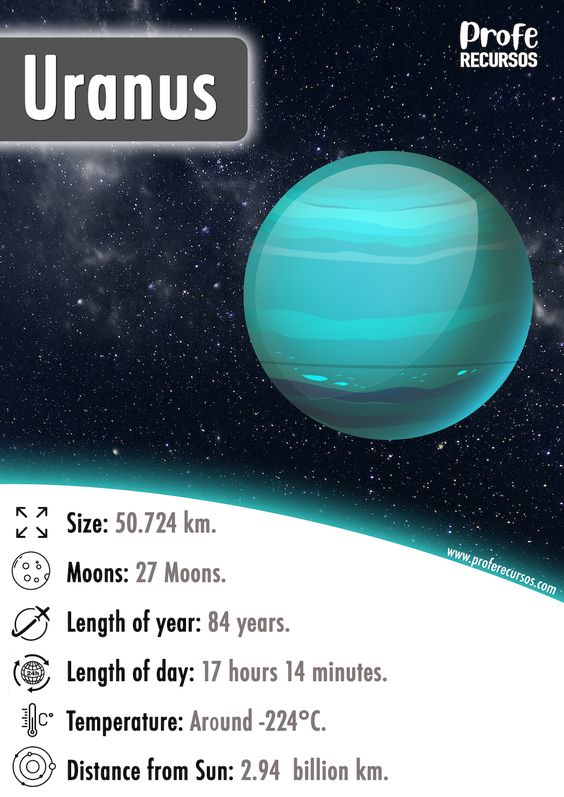 Profe
RECURSOS
Uranus
Size: 50.724 km.
www.proferecursos.com
Moons: 27 Moons.
Length of year: 84 years.
Length of day: 17 hours 14 minutes.
24h
Temperature: Around -224°C.
C°
Distance from Sun: 2.94 billion km.